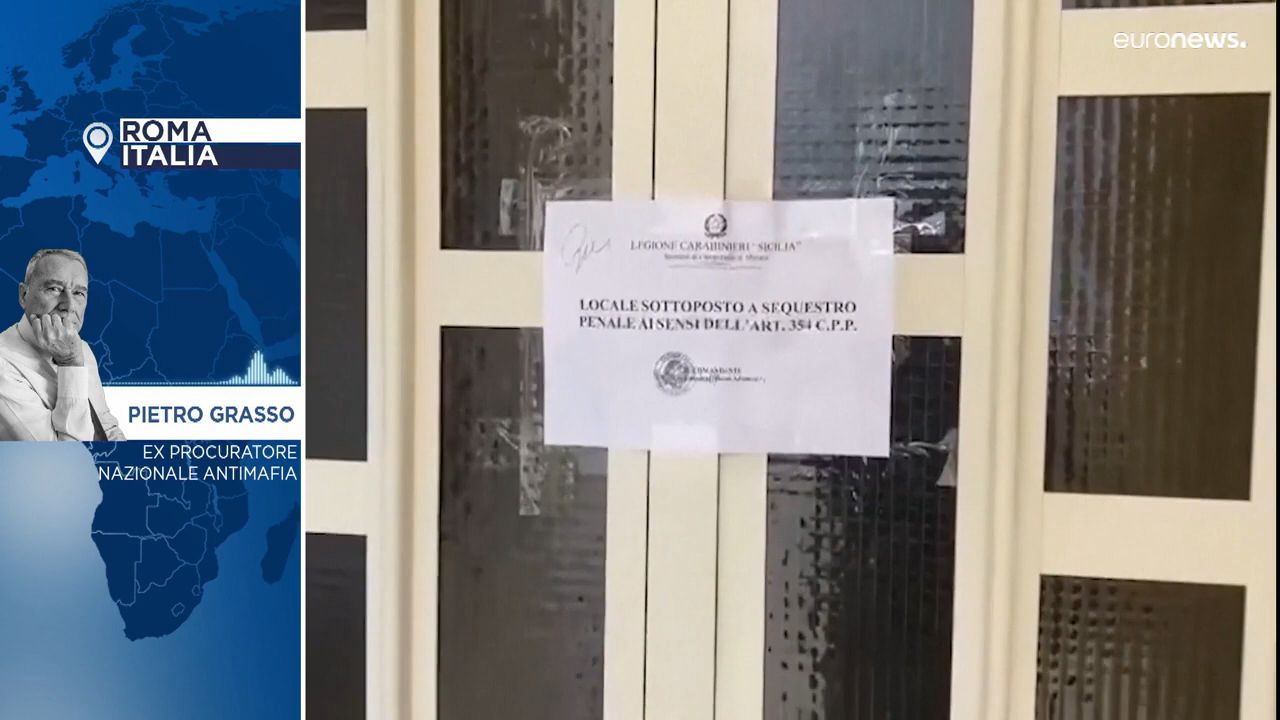 euronews.
ROMA
ITALIA
LEGIONE CARABINIERI "SICILIA"
LOCALE SOTTOPOSTO A SEQUESTRO
PENALE AI SENSI DELL'ART. 354 C.P.P.
COMANDANTE
PIETRO GRASSO
EX PROCURATORE
NAZIONALE ANTIMAFIA